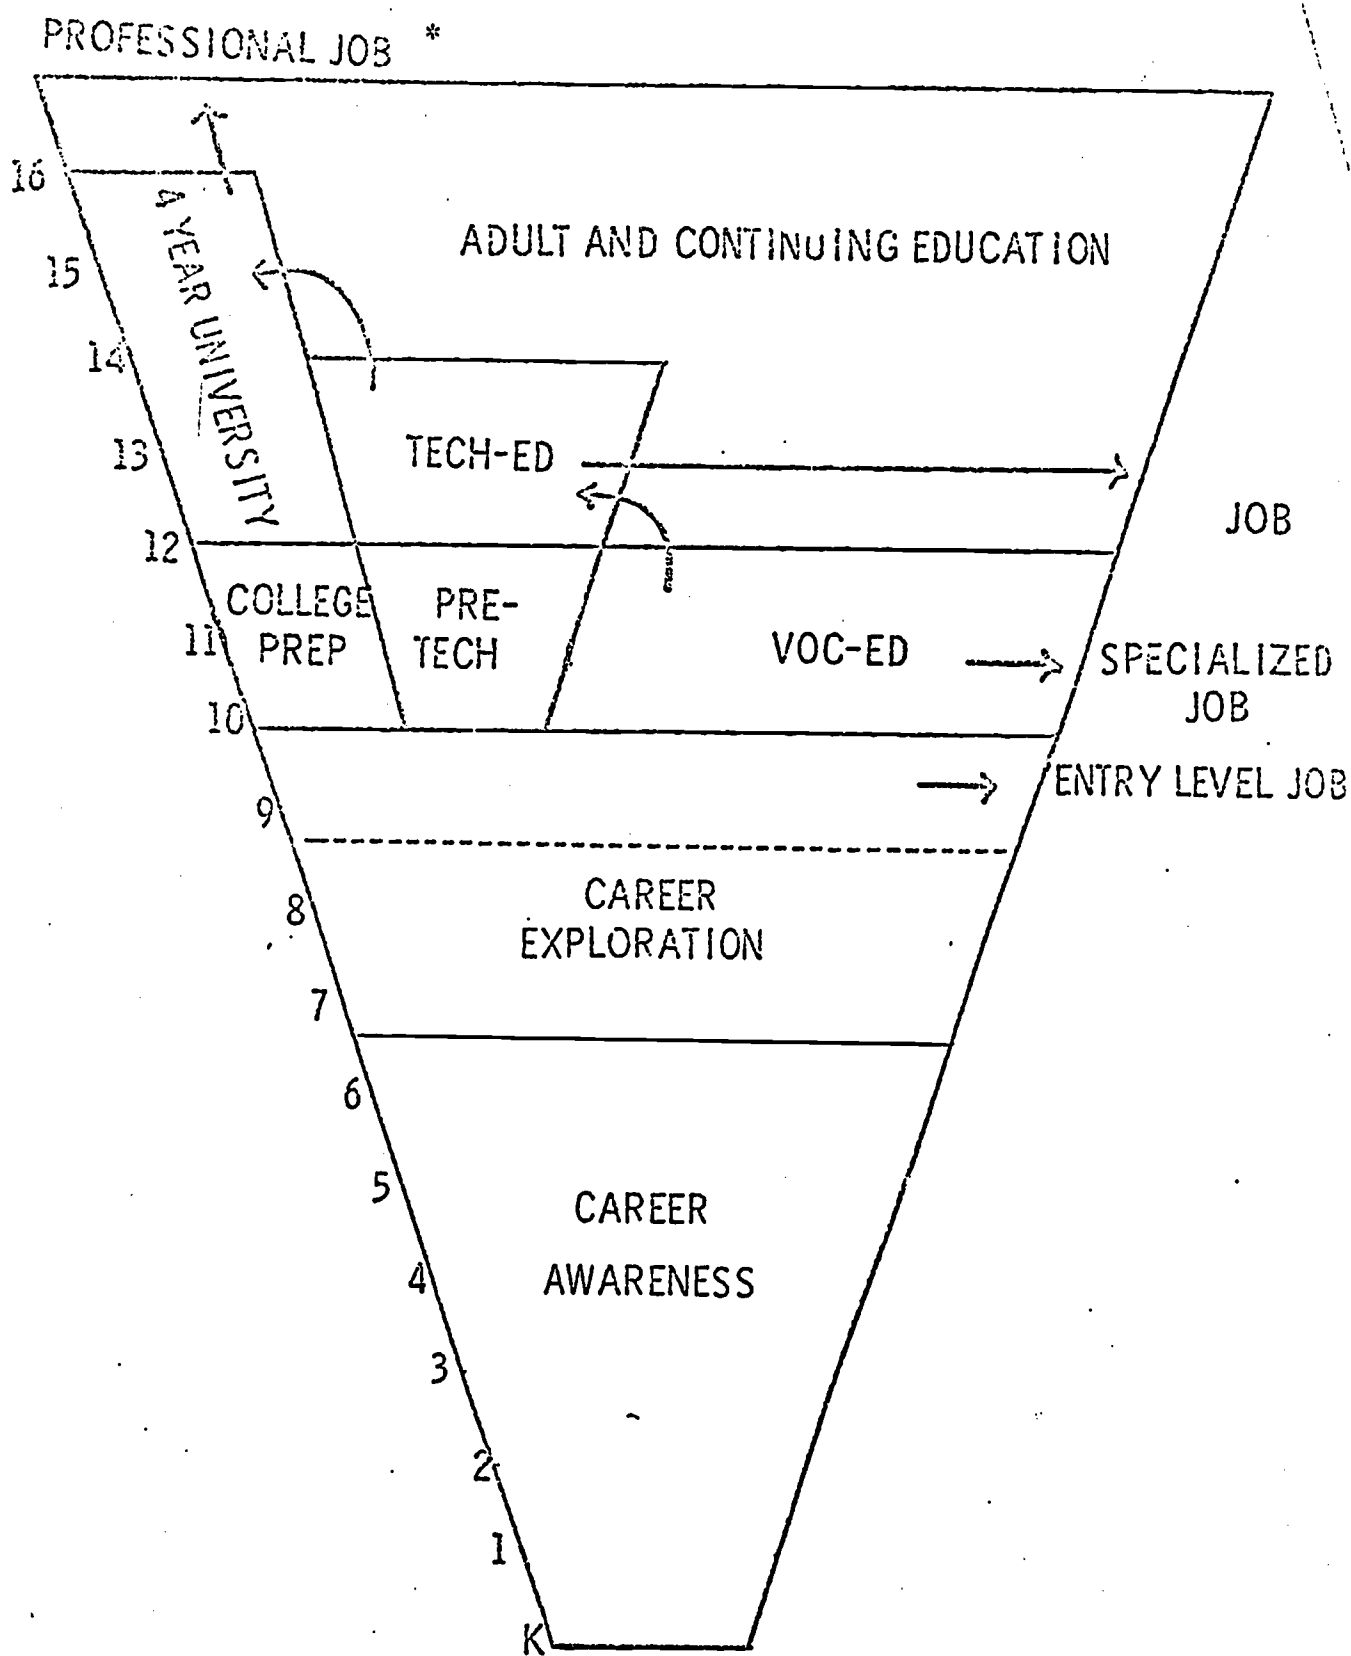 PROFESSIONAL JOB *
16
4 YEAR UNIVERSITY
ADULT AND CONTINUING EDUCATION
15
14
13
TECH-ED
JOB
12
COLLEGE
PREP
PRE-
TECH
11
VOC-ED
SPECIALIZED
JOB
10
ENTRY LEVEL JOB
9
CAREER
EXPLORATION
8
7
6
5
CAREER
AWARENESS
4
3
2
1
K